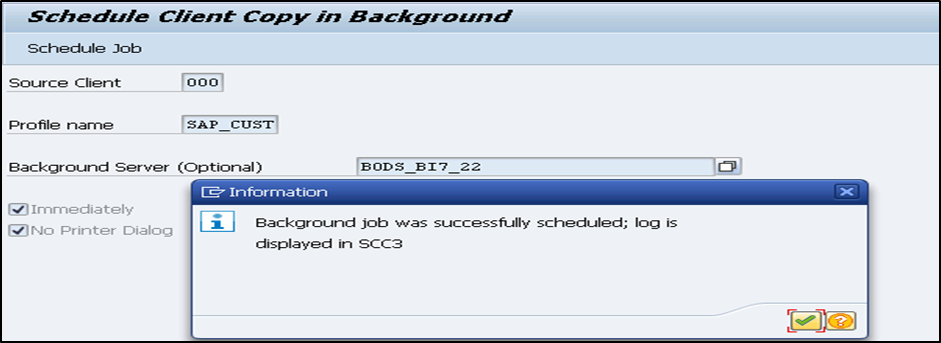 Schedule Client Copy in Background
Schedule Job
Source Client 000
Profile name SAP_CUST
Background Server (Optional) BODS_BI7_22
Information
Immediately
Background job was successfully scheduled; log is
No Printer Dialog
displayed in SCC3